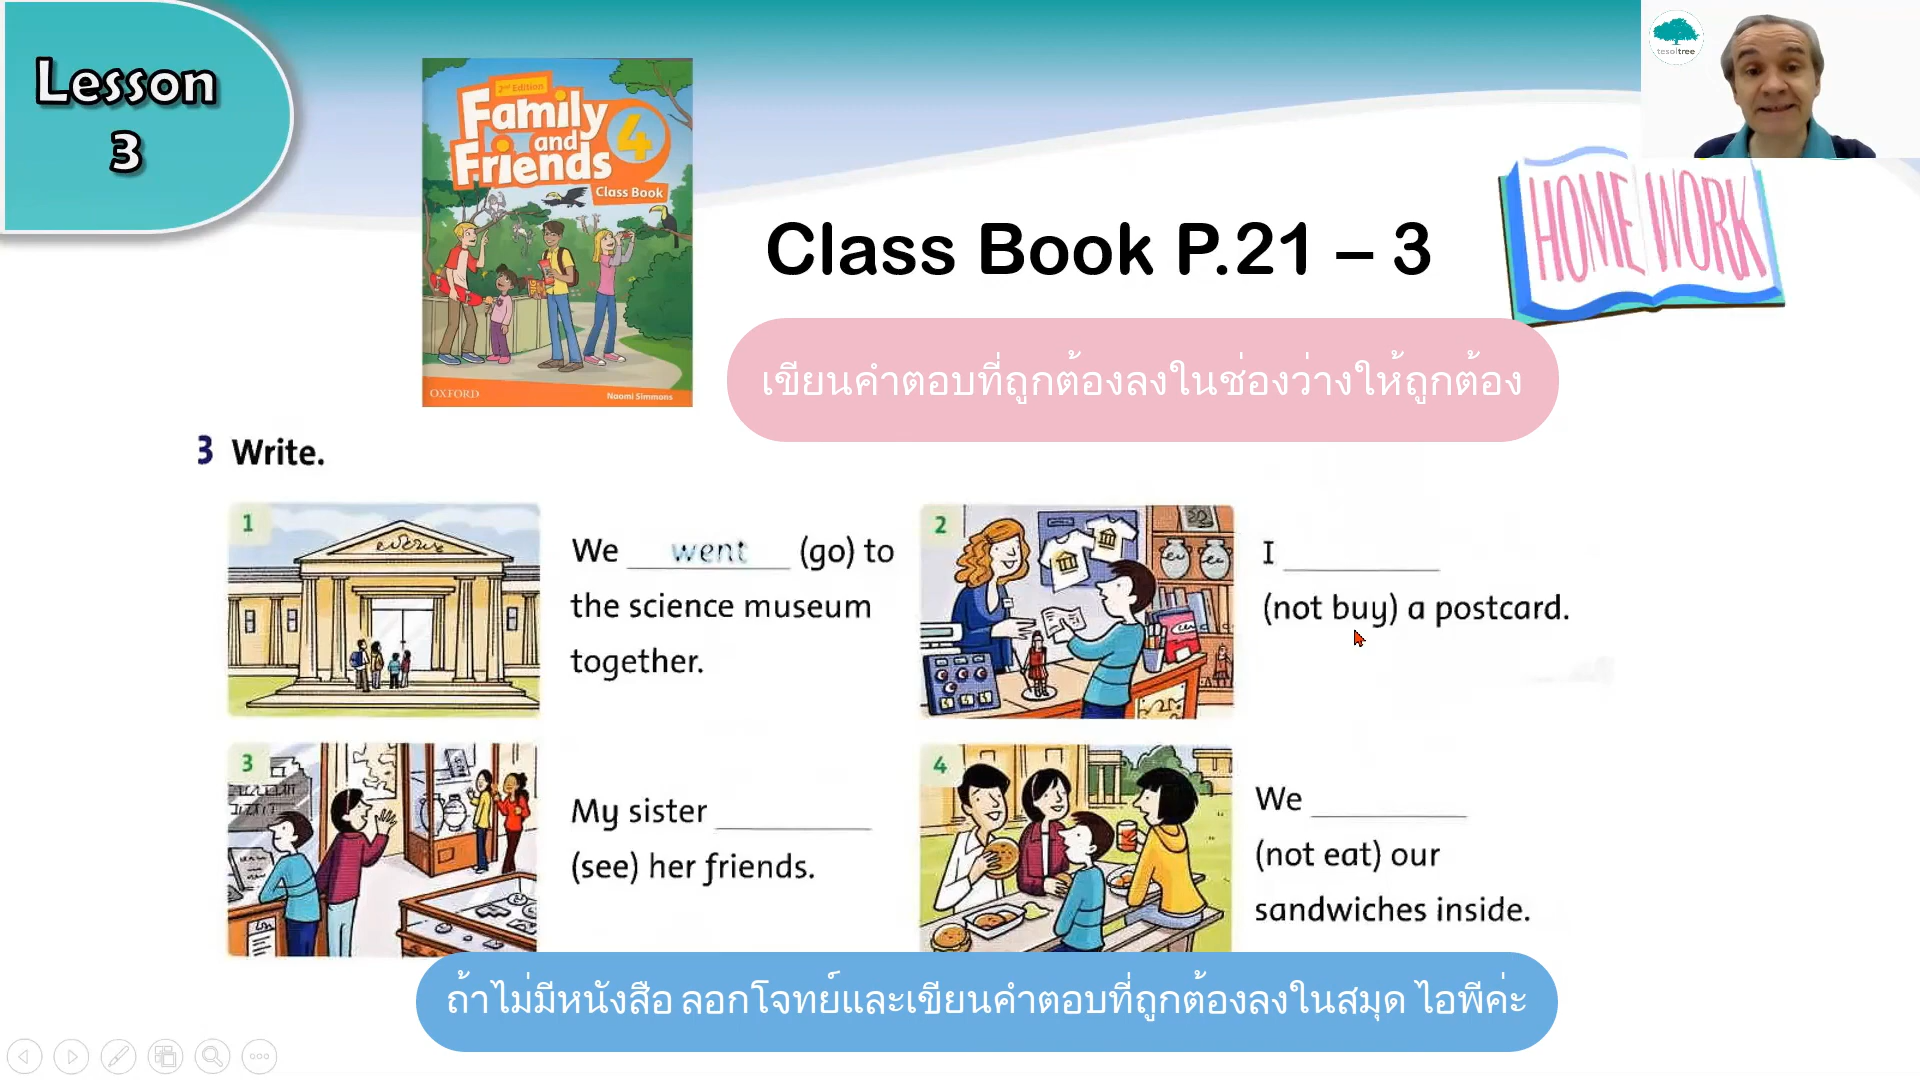 Lesson
3
2nd Edition
Family
and
Friends
4
Class Book
OXFORD
Naomi Simmons
tesoltree
HOME WORK
Class Book P.21 – 3
เขียนคำตอบที่ถูกต้องลงในช่องว่างให้ถูกต้อง
3 Write.
1
We went (go) to
the science museum
together.
2
I
(not buy) a postcard.
3
My sister
(see) her friends.
4
We
(not eat) our
sandwiches inside.
ถ้าไม่มีหนังสือ ลอกโจทย์และเขียนคำตอบที่ถูกต้องลงในสมุด ไอพีค่ะ